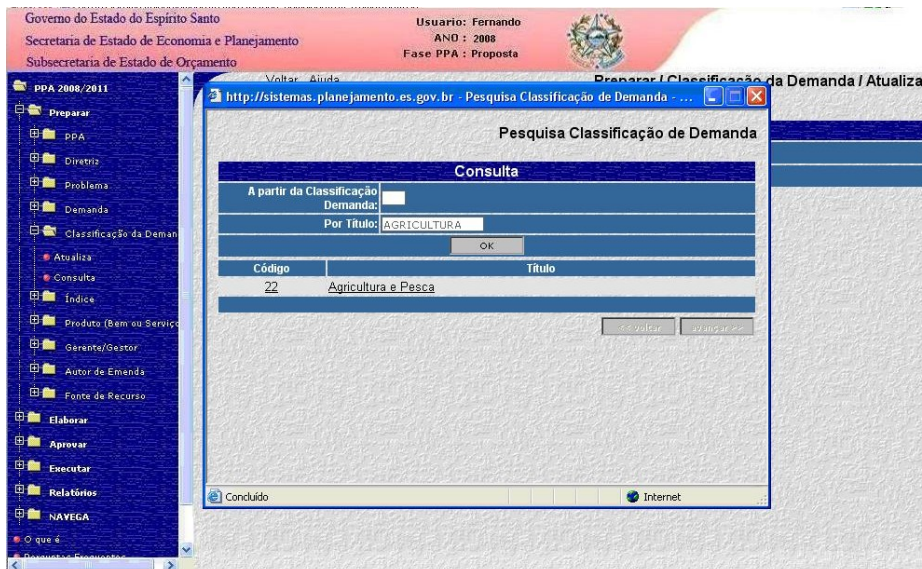 Governo do Estado do Espírito Santo
Secretaria de Estado de Economia e Planejamento
Subsecretaria de Estado de Orçamento
Usuario: Fernando
ANO : 2008
Fase PPA : Proposta
Voltar Ajuda
Preparar / Classificação da Demanda / Atualiza
PPA 2008/2011
Preparar
PPA
Diretriz
Problema
Demanda
Classificação da Deman
Atualiza
Consulta
Índice
Produto (Bem ou Serviço
Gerente/Gestor
Autor de Emenda
Fonte de Recurso
Elaborar
Aprovar
Executar
Relatórios
NAVEGA
O que é
Perguntas Frequentes
http://sistemas.planejamento.es.gov.br - Pesquisa Classificação de Demanda - ...
Pesquisa Classificação de Demanda
Consulta
A partir da Classificação
Demanda:
Por Título: AGRICULTURA
OK
Código Título
22 Agricultura e Pesca
<< voltar avançar >>
Concluído Internet